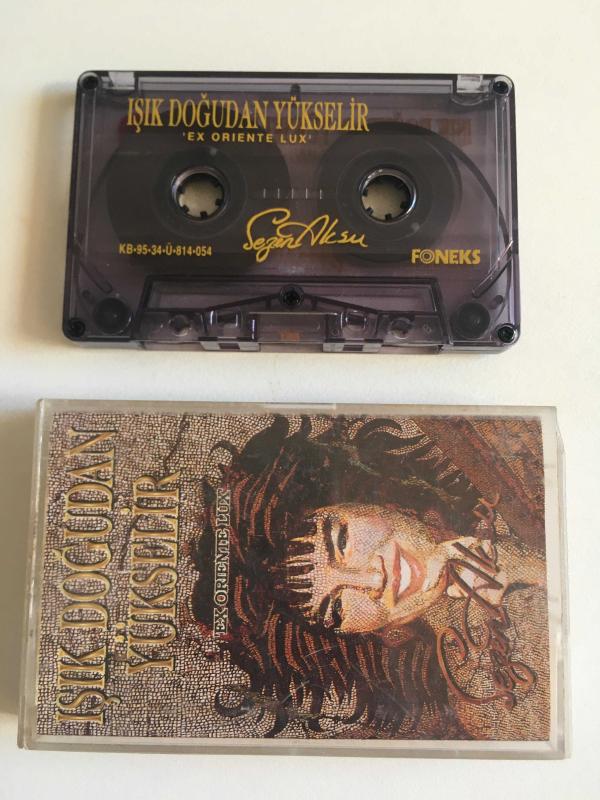 IŞIK DOĞUDAN YÜKSELİR
'EX ORIENTE LUX'
Sezen Aksu
KB•95•34•Ü•814•054
FONEKS
IŞIK DOĞUDAN
YÜKSELİR
'EX ORIENTE LUX'
Sezen Aksu